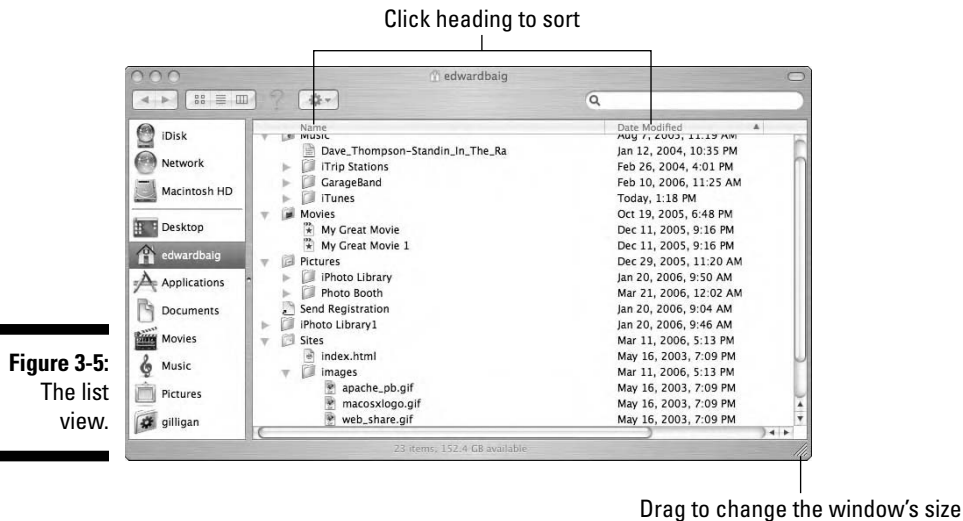 Click heading to sort
edwardbaig
Name Date Modified
Music Aug 7, 2005, 11:19 AM
Dave_Thompson-Standin_In_The_Ra Jan 12, 2004, 10:35 PM
iTrip Stations Feb 26, 2004, 4:01 PM
GarageBand Feb 10, 2006, 11:25 AM
iTunes Today, 1:18 PM
Movies Oct 19, 2005, 6:48 PM
My Great Movie Dec 11, 2005, 9:16 PM
My Great Movie 1 Dec 11, 2005, 9:16 PM
Pictures Dec 29, 2005, 11:20 AM
iPhoto Library Jan 20, 2006, 9:50 AM
Photo Booth Mar 21, 2006, 12:02 AM
Send Registration Jan 20, 2006, 9:04 AM
iPhoto Library1 Jan 20, 2006, 9:46 AM
Sites Mar 11, 2006, 5:13 PM
index.html May 16, 2003, 7:09 PM
images Mar 11, 2006, 5:13 PM
apache_pb.gif May 16, 2003, 7:09 PM
macosxlogo.gif May 16, 2003, 7:09 PM
web_share.gif May 16, 2003, 7:09 PM
iDisk
Network
Macintosh HD
Desktop
edwardbaig
Applications
Documents
Movies
Music
Pictures
gilligan
23 items, 152.4 GB available
Figure 3-5:
The list
view.
Drag to change the window's size